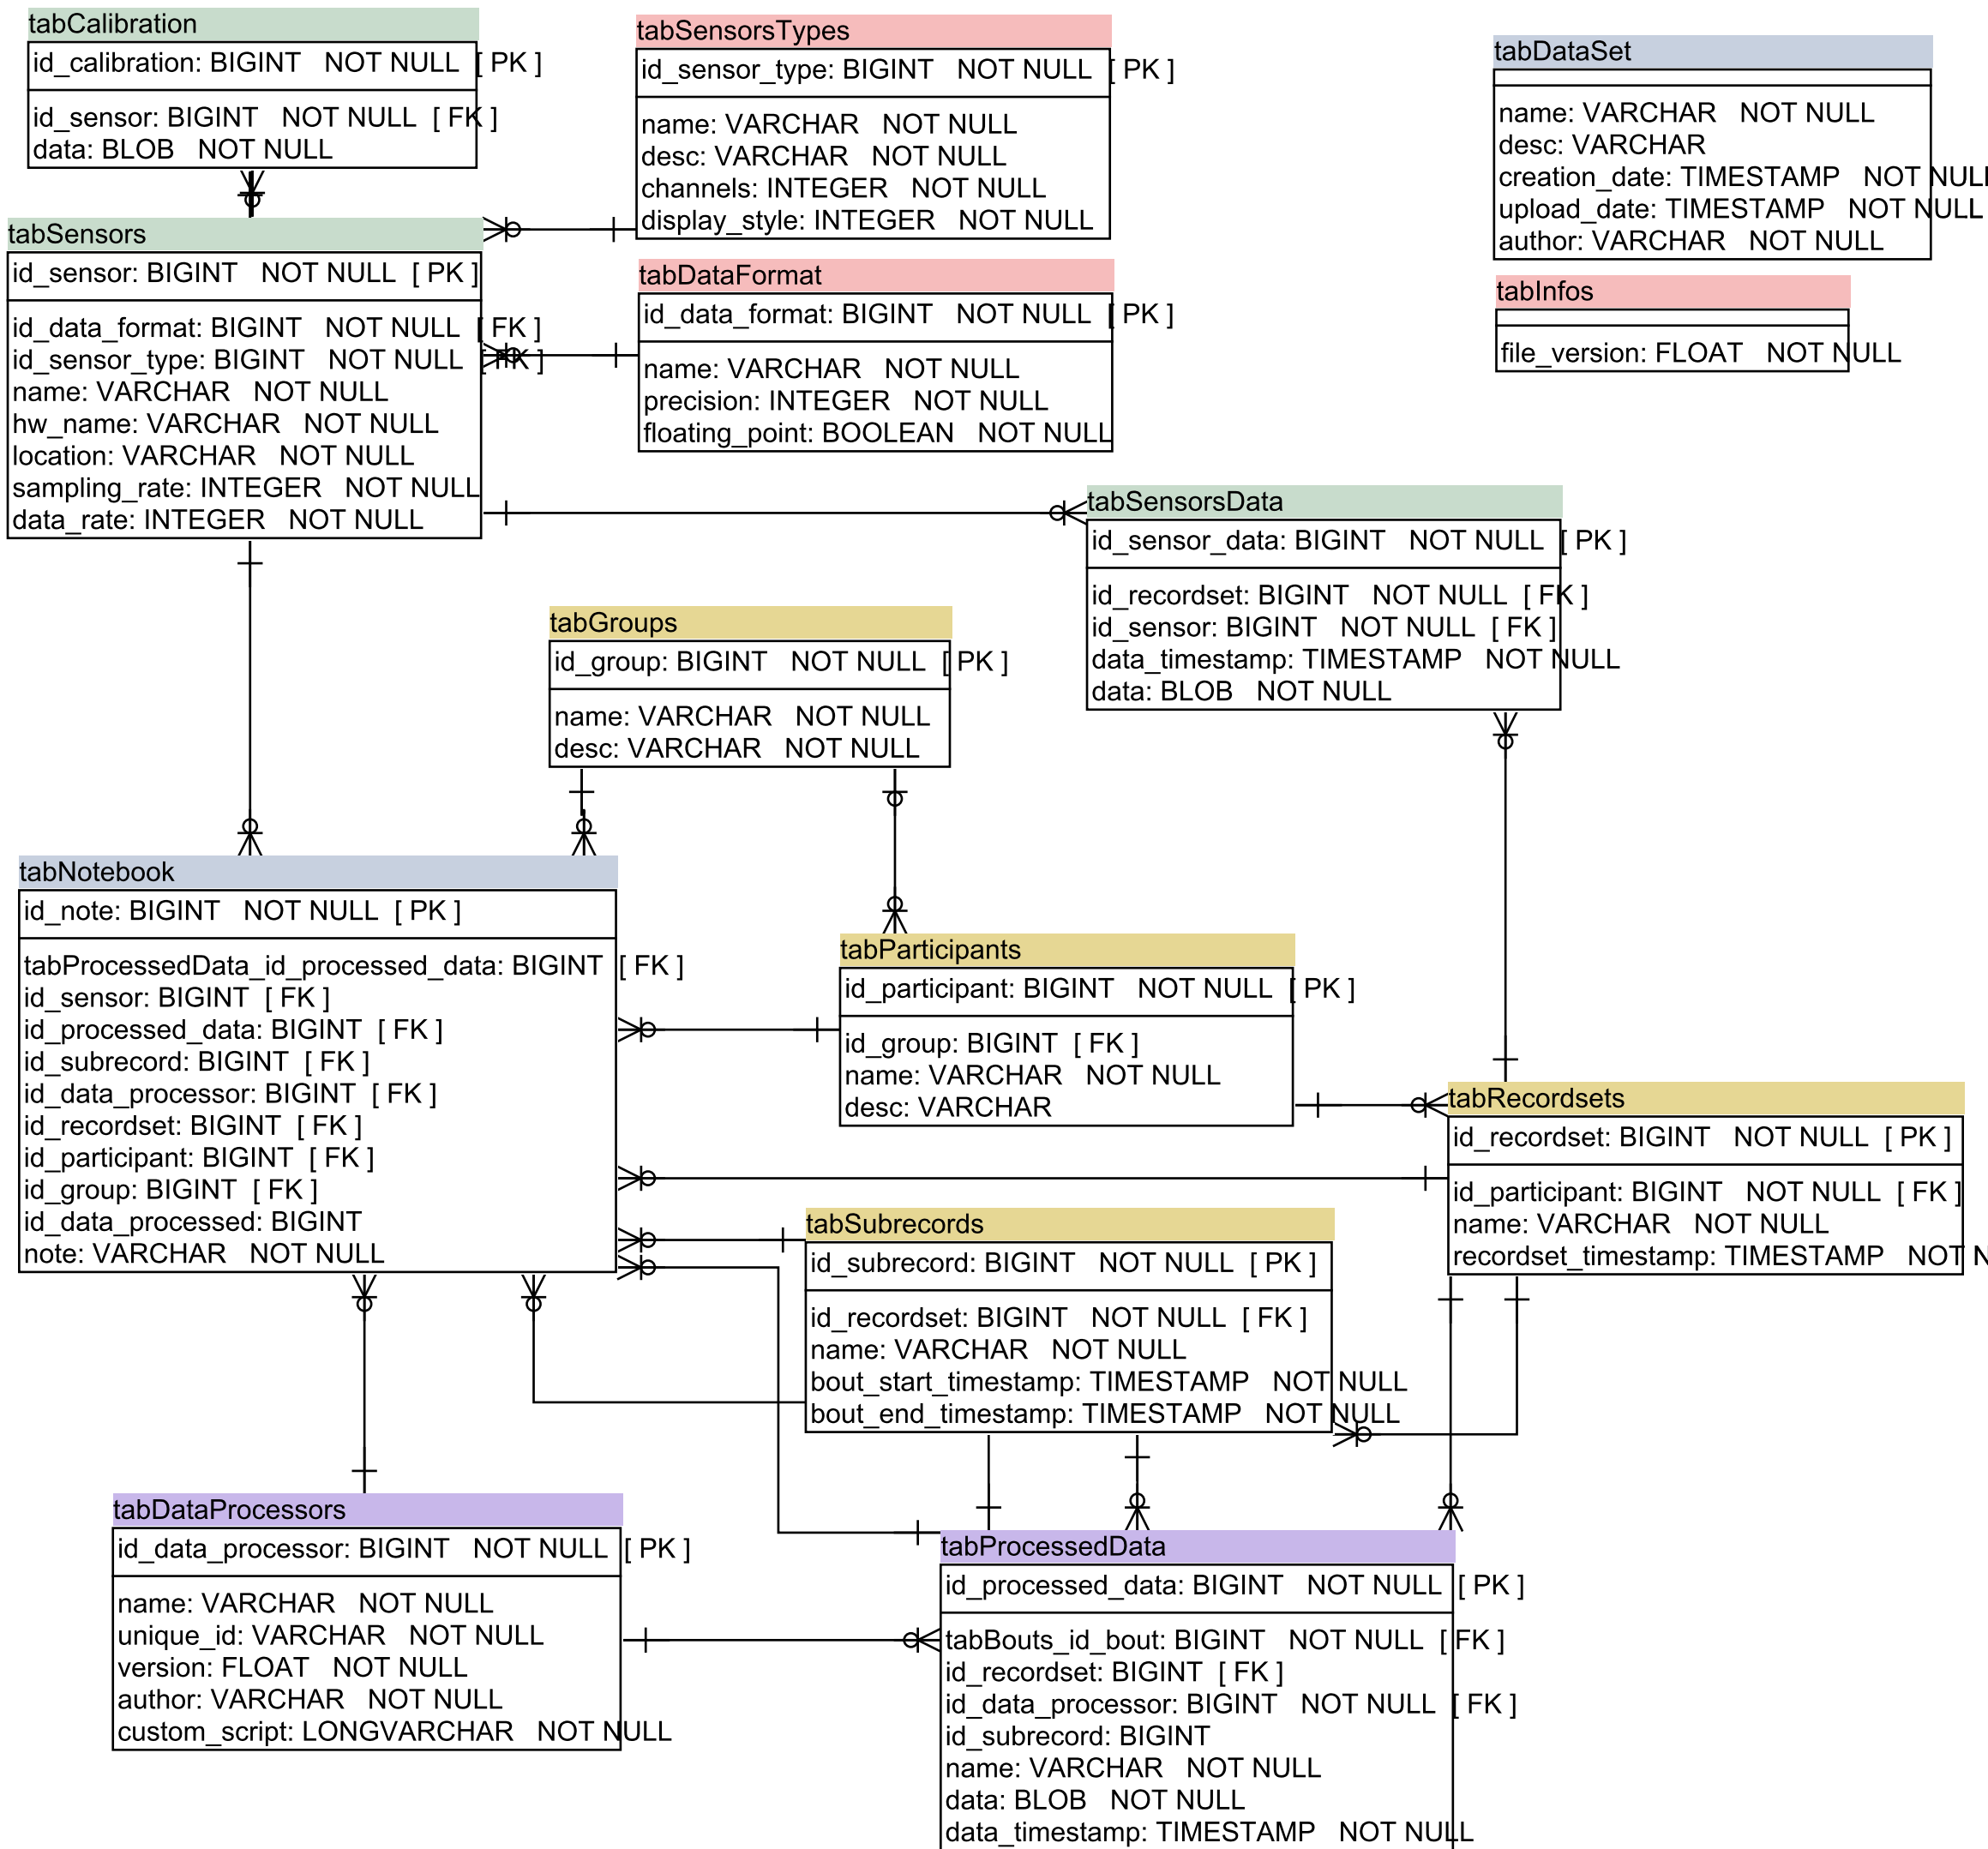 tabCalibration
id_calibration: BIGINT NOT NULL [ PK ]
id_sensor: BIGINT NOT NULL [ FK ]
data: BLOB NOT NULL
tabSensorsTypes
id_sensor_type: BIGINT NOT NULL [ PK ]
name: VARCHAR NOT NULL
desc: VARCHAR NOT NULL
channels: INTEGER NOT NULL
display_style: INTEGER NOT NULL
tabDataSet
name: VARCHAR NOT NULL
desc: VARCHAR
creation_date: TIMESTAMP NOT NULL
upload_date: TIMESTAMP NOT NULL
author: VARCHAR NOT NULL
tabSensors
id_sensor: BIGINT NOT NULL [ PK ]
id_data_format: BIGINT NOT NULL [ FK ]
id_sensor_type: BIGINT NOT NULL [ FK ]
name: VARCHAR NOT NULL
hw_name: VARCHAR NOT NULL
location: VARCHAR NOT NULL
sampling_rate: INTEGER NOT NULL
data_rate: INTEGER NOT NULL
tabDataFormat
id_data_format: BIGINT NOT NULL [ PK ]
name: VARCHAR NOT NULL
precision: INTEGER NOT NULL
floating_point: BOOLEAN NOT NULL
tabInfos
file_version: FLOAT NOT NULL
tabSensorsData
id_sensor_data: BIGINT NOT NULL [ PK ]
id_recordset: BIGINT NOT NULL [ FK ]
id_sensor: BIGINT NOT NULL [ FK ]
data_timestamp: TIMESTAMP NOT NULL
data: BLOB NOT NULL
tabGroups
id_group: BIGINT NOT NULL [ PK ]
name: VARCHAR NOT NULL
desc: VARCHAR NOT NULL
tabNotebook
id_note: BIGINT NOT NULL [ PK ]
tabProcessedData_id_processed_data: BIGINT [ FK ]
id_sensor: BIGINT [ FK ]
id_processed_data: BIGINT [ FK ]
id_subrecord: BIGINT [ FK ]
id_data_processor: BIGINT [ FK ]
id_recordset: BIGINT [ FK ]
id_participant: BIGINT [ FK ]
id_group: BIGINT [ FK ]
id_data_processed: BIGINT
note: VARCHAR NOT NULL
tabParticipants
id_participant: BIGINT NOT NULL [ PK ]
id_group: BIGINT [ FK ]
name: VARCHAR NOT NULL
desc: VARCHAR
tabRecordsets
id_recordset: BIGINT NOT NULL [ PK ]
id_participant: BIGINT NOT NULL [ FK ]
name: VARCHAR NOT NULL
recordset_timestamp: TIMESTAMP NOT N
tabSubrecords
id_subrecord: BIGINT NOT NULL [ PK ]
id_recordset: BIGINT NOT NULL [ FK ]
name: VARCHAR NOT NULL
bout_start_timestamp: TIMESTAMP NOT NULL
bout_end_timestamp: TIMESTAMP NOT NULL
tabDataProcessors
id_data_processor: BIGINT NOT NULL [ PK ]
name: VARCHAR NOT NULL
unique_id: VARCHAR NOT NULL
version: FLOAT NOT NULL
author: VARCHAR NOT NULL
custom_script: LONGVARCHAR NOT NULL
tabProcessedData
id_processed_data: BIGINT NOT NULL [ PK ]
tabBouts_id_bout: BIGINT NOT NULL [ FK ]
id_recordset: BIGINT [ FK ]
id_data_processor: BIGINT NOT NULL [ FK ]
id_subrecord: BIGINT
name: VARCHAR NOT NULL
data: BLOB NOT NULL
data_timestamp: TIMESTAMP NOT NULL